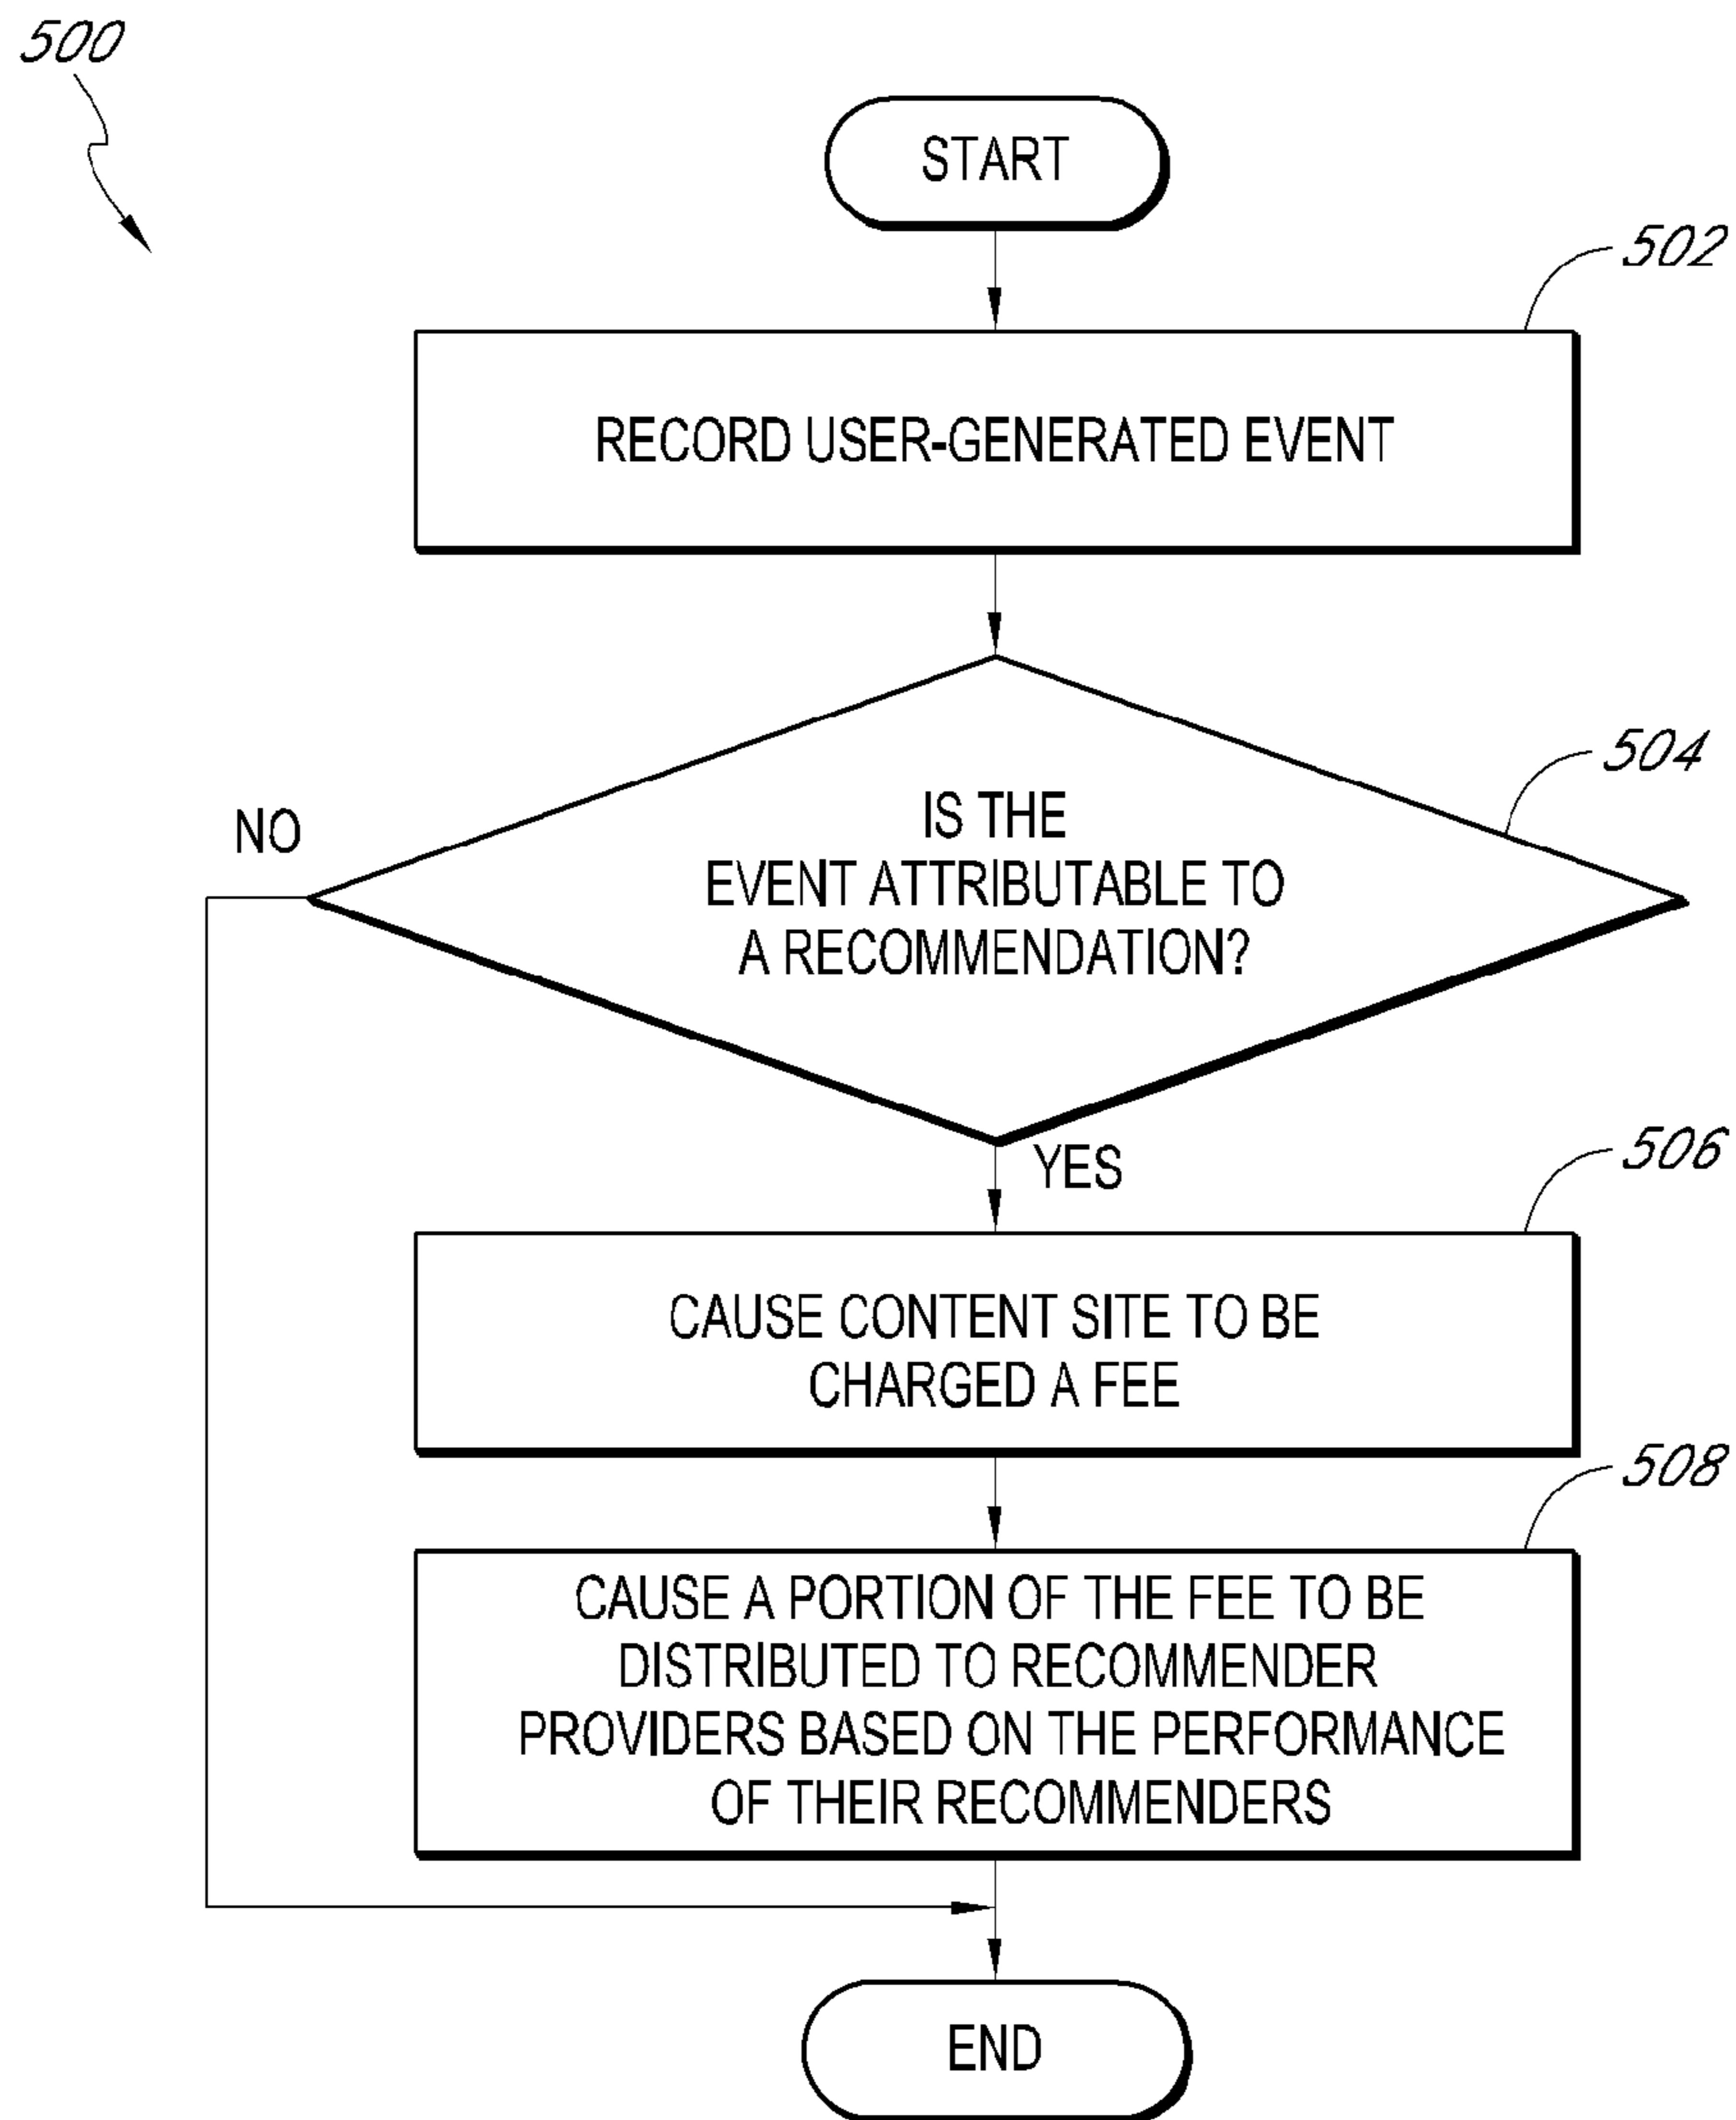 500
START
502
RECORD USER-GENERATED EVENT
504
NO
IS THE
EVENT ATTRIBUTABLE TO
A RECOMMENDATION?
YES
506
CAUSE CONTENT SITE TO BE
CHARGED A FEE
508
CAUSE A PORTION OF THE FEE TO BE
DISTRIBUTED TO RECOMMENDER
PROVIDERS BASED ON THE PERFORMANCE
OF THEIR RECOMMENDERS
END